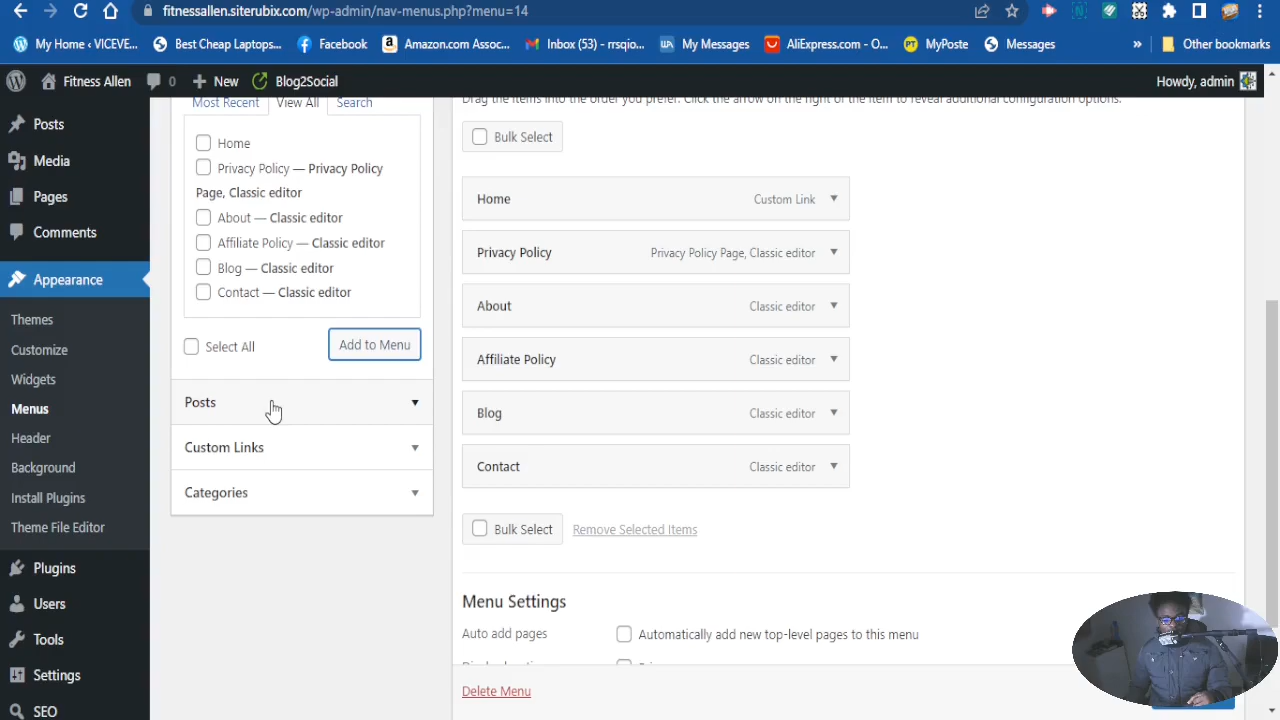 fitnessallen.siterubix.com/wp-admin/nav-menus.php?menu=14
My Home ‹ VICEVE...
Best Cheap Laptops...
Facebook
Amazon.com Assoc...
Inbox (53) - rrsqio...
My Messages
AliExpress.com - O...
MyPoste
Messages
»
Other bookmarks
Fitness Allen
0
New
Blog2Social
Howdy, admin
Posts
Media
Pages
Comments
Appearance
Themes
Customize
Widgets
Menus
Header
Background
Install Plugins
Theme File Editor
Plugins
Users
Tools
Settings
SEO
Most Recent
View All
Search
Home
Privacy Policy — Privacy Policy
Page, Classic editor
About — Classic editor
Affiliate Policy — Classic editor
Blog — Classic editor
Contact — Classic editor
Select All
Add to Menu
Posts
Custom Links
Categories
Drag the items into the order you prefer. Click the arrow on the right of the item to reveal additional configuration options.
Bulk Select
Home Custom Link
Privacy Policy Privacy Policy Page, Classic editor
About Classic editor
Affiliate Policy Classic editor
Blog Classic editor
Contact Classic editor
Bulk Select
Remove Selected Items
Menu Settings
Auto add pages
Automatically add new top-level pages to this menu
Delete Menu